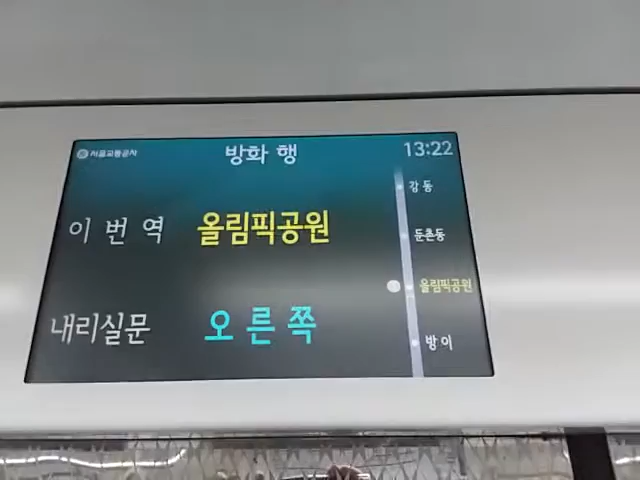 서울교통공사
방화 행
13:22
이번역 올림픽공원
내리실문 오른쪽
강동
둔촌동
올림픽공원
방이